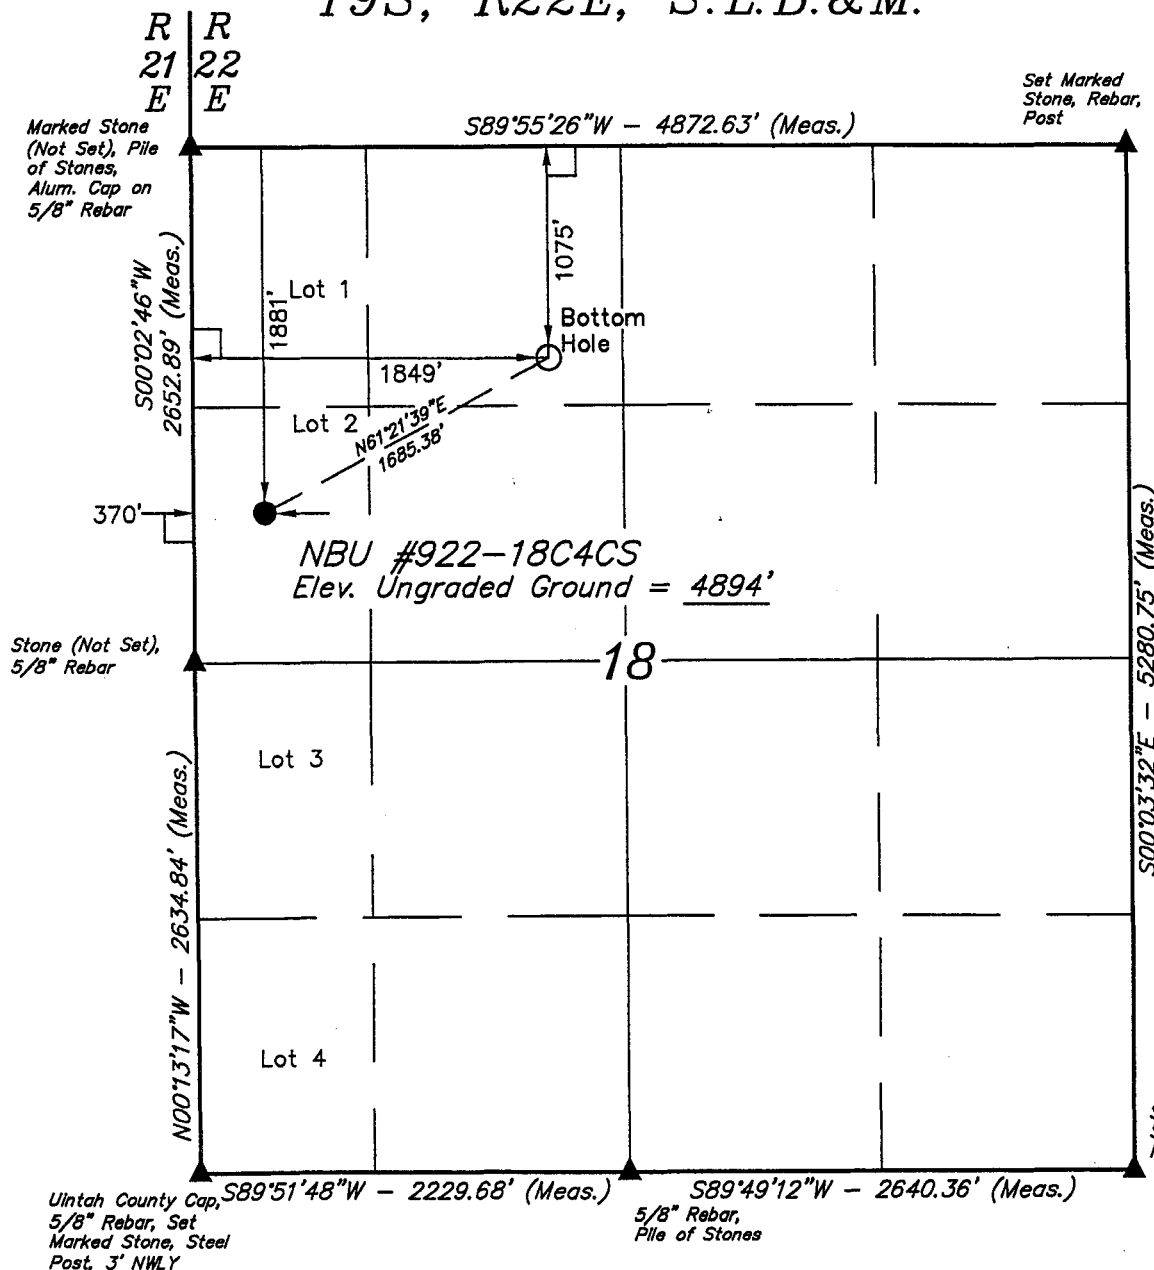 T9S, R22E, S.L.B.&M.
R R
21 22
E E
Set Marked
Stone, Rebar,
Post
Marked Stone
(Not Set), Pile
of Stones,
Alum. Cap on
5/8" Rebar
S89°55'26"W - 4872.63' (Meas.)
S00°02'46"W
2652.89' (Meas.)
Lot 1
1881'
1075'
Bottom
Hole
1849'
Lot 2
N61°21'39"E
1685.38'
370'
NBU #922-18C4CS
Elev. Ungraded Ground = 4894'
S00°03'32"E - 5280.75' (Meas.)
Stone (Not Set),
5/8" Rebar
18
Lot 3
N00°13'17"W - 2634.84' (Meas.)
Lot 4
S89°51'48"W - 2229.68' (Meas.)
S89°49'12"W - 2640.36' (Meas.)
Uintah County Cap,
5/8" Rebar, Set
Marked Stone, Steel
Post, 3' NWLY
5/8" Rebar,
Pile of Stones